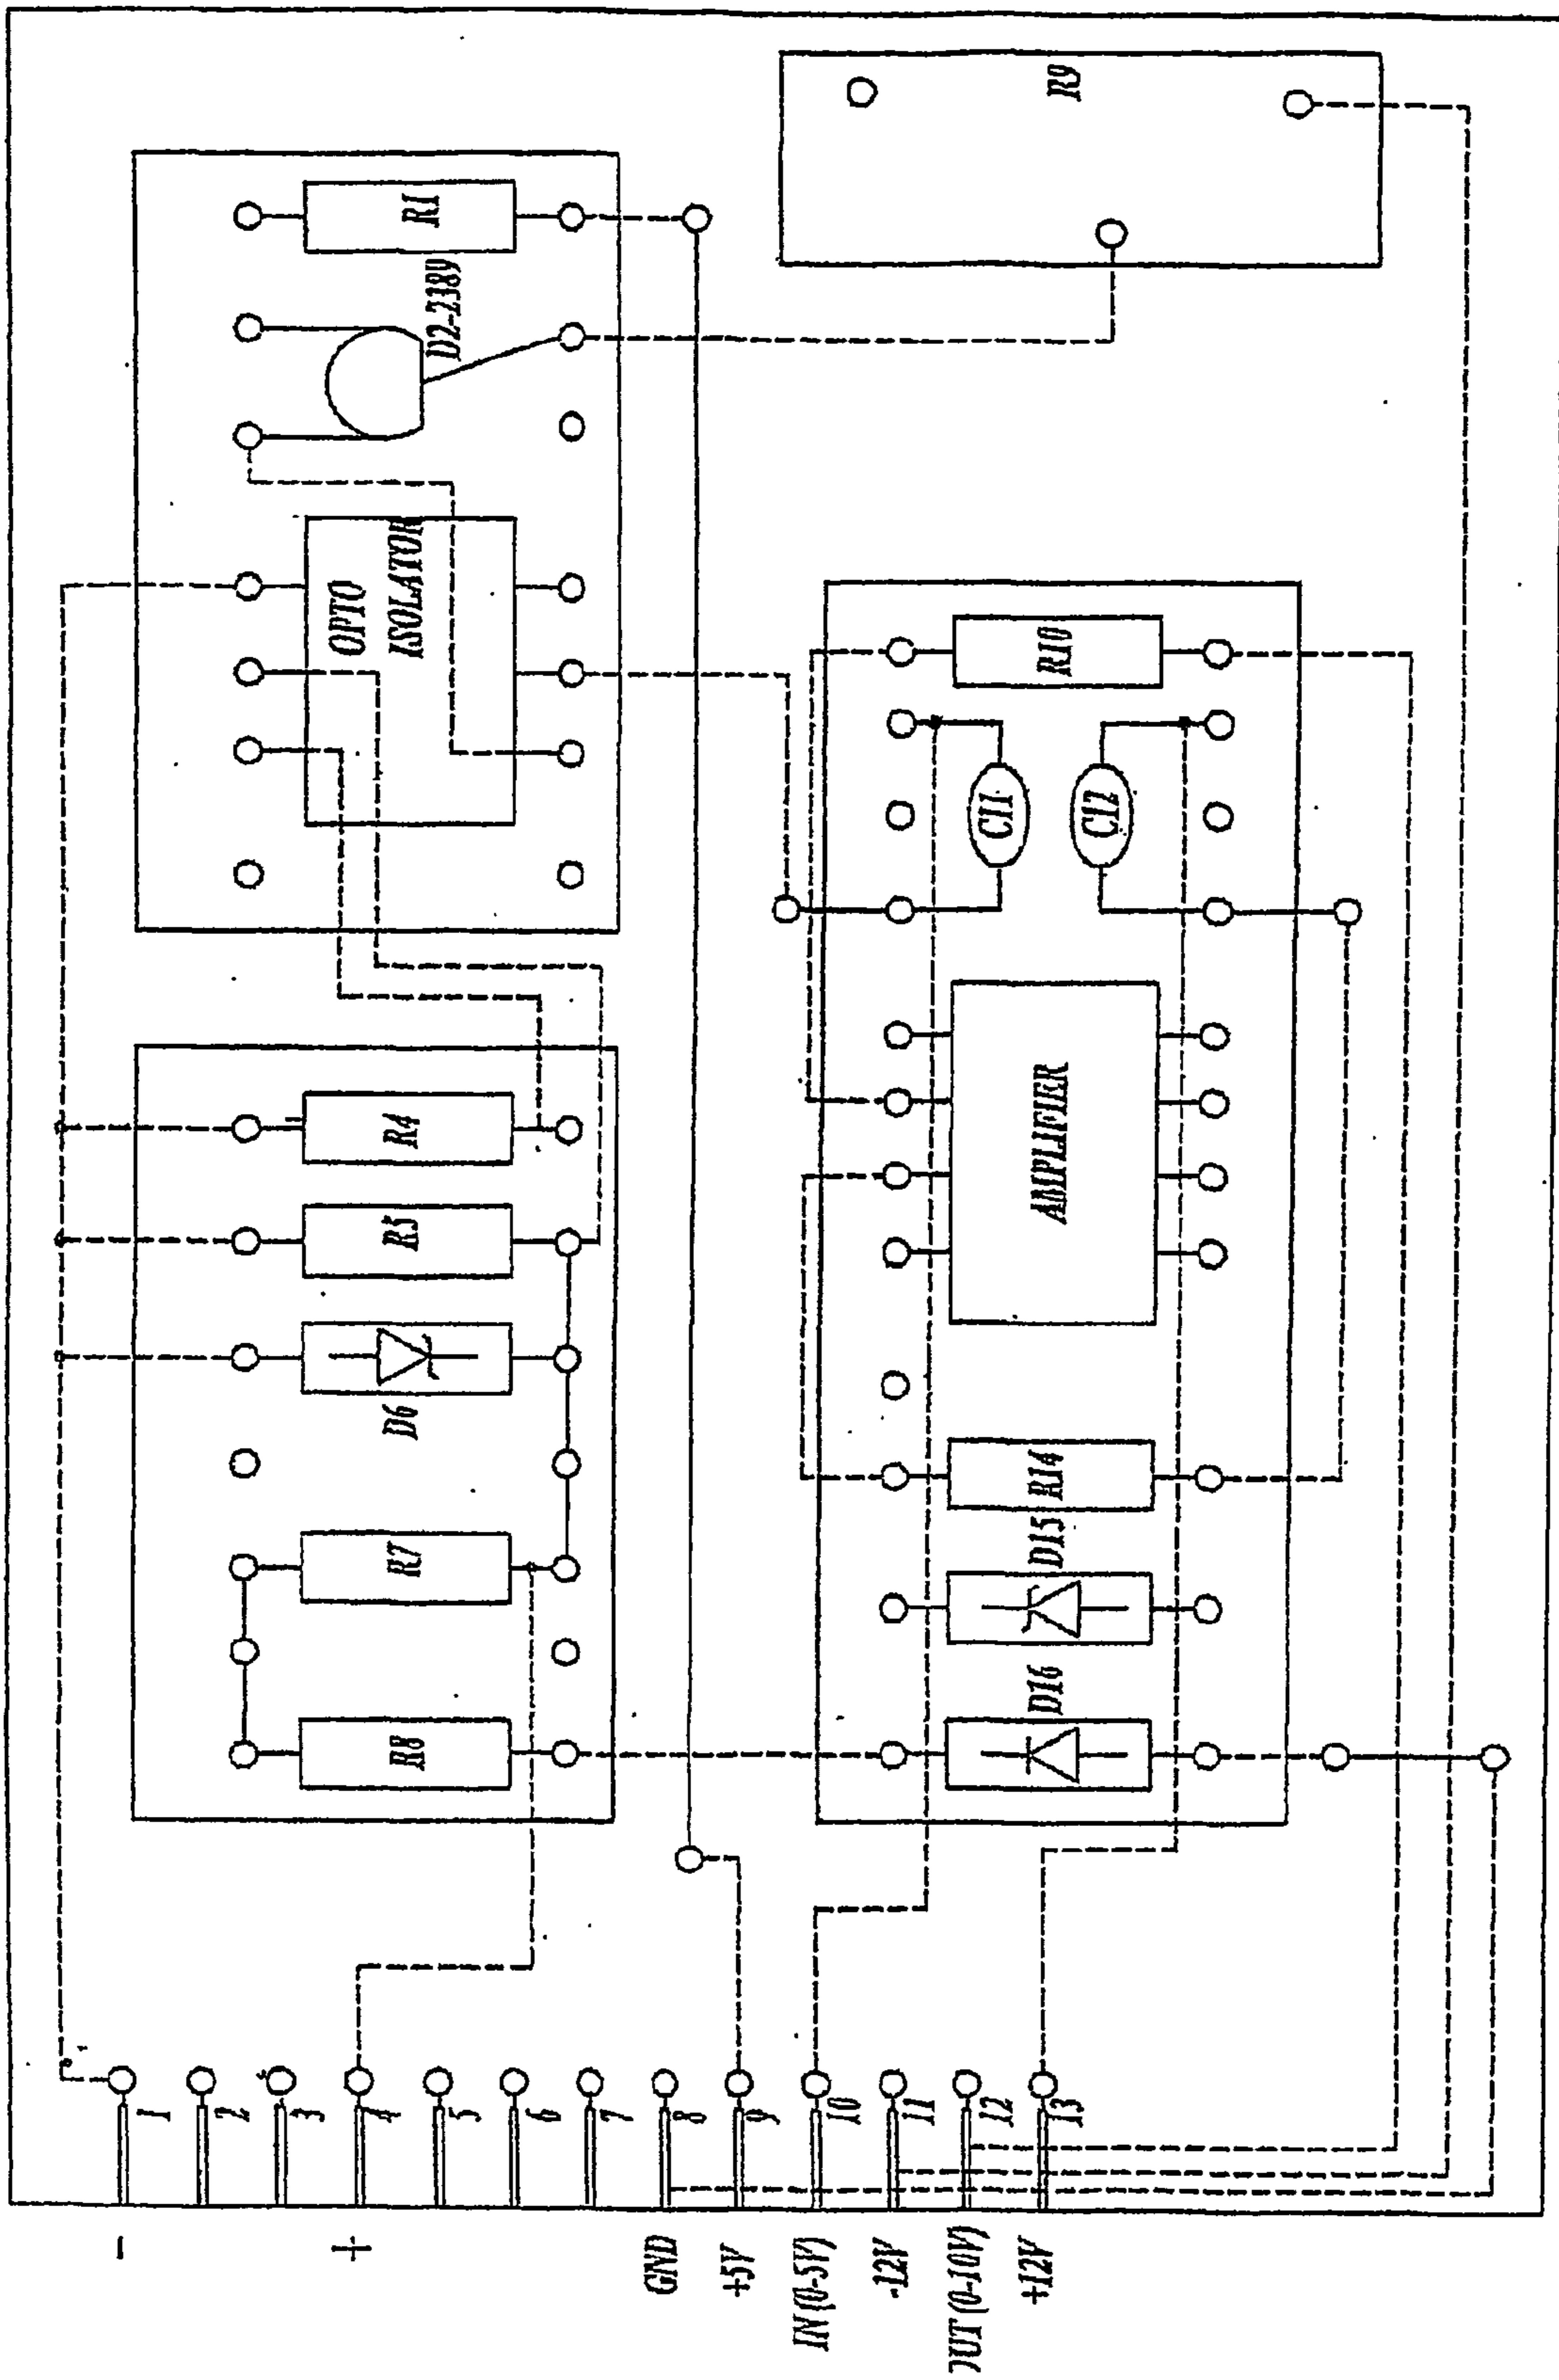 R9
R1
D2-2389
OPTO
ISOLATOR
R10
C11
C12
R4
AMPLIFIER
R5
D6
R14
R7
D15
D16
R8
1
2
3
4
5
6
7
8
9
10
11
12
13
-
+
GND
+5V
IN (0-5V)
-12V
OUT (0-10V)
+12V